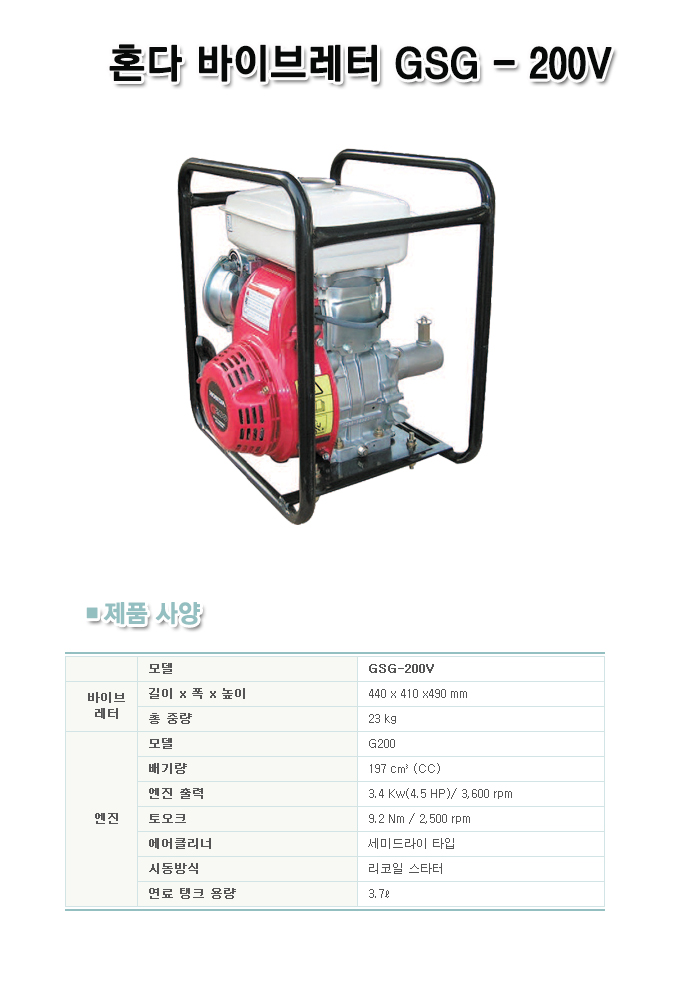 혼다 바이브레터 GSG - 200V
HONDA
■ 제품 사양
모델 GSG-200V
바이브레터 길이 x 폭 x 높이 440 x 410 x490 mm
총 중량 23 kg
엔진 모델 G200
배기량 197 cm³ (CC)
엔진 출력 3.4 Kw(4.5 HP)/ 3,600 rpm
토오크 9.2 Nm / 2,500 rpm
에어클리너 세미드라이 타입
시동방식 리코일 스타터
연료 탱크 용량 3.7ℓ